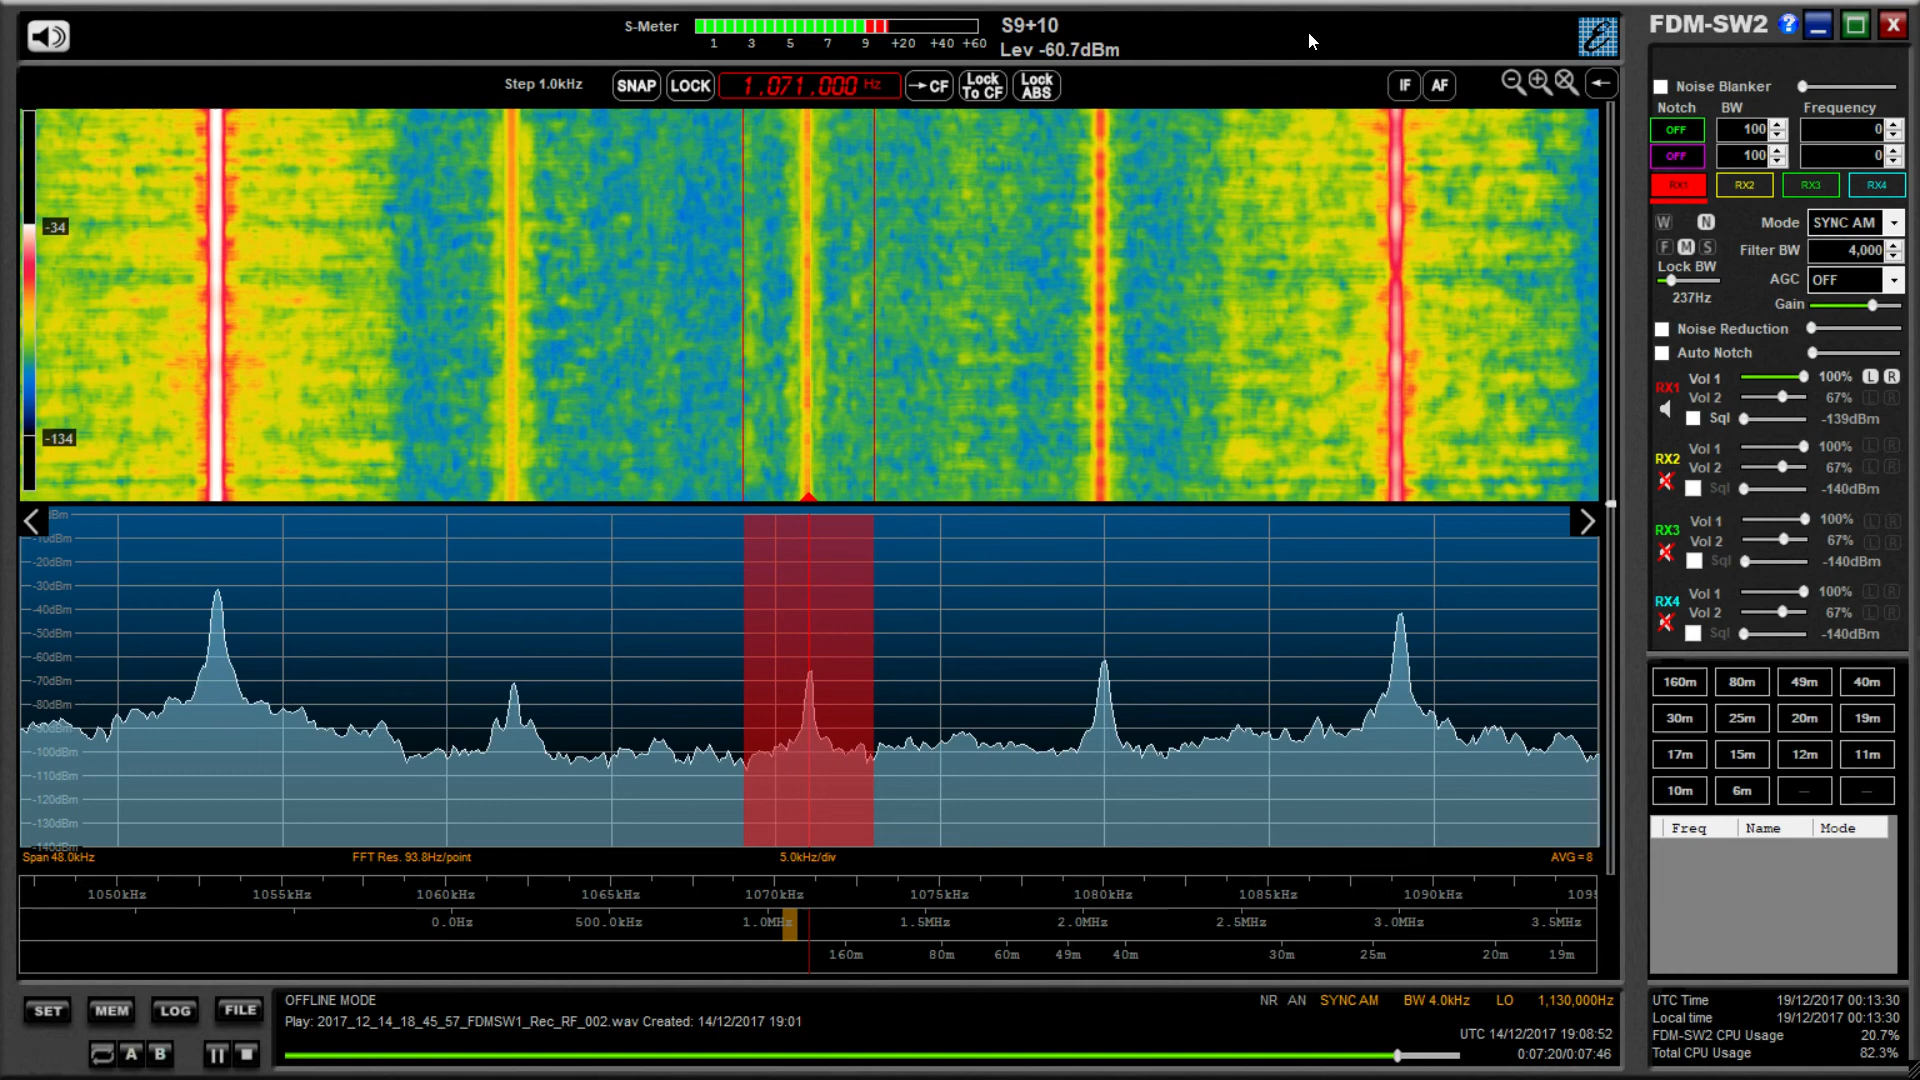 S-Meter
1 3 5 7 9 +20 +40 +60
S9+10
Lev -60.7dBm
FDM-SW2
?
X
Step 1.0kHz
SNAP
LOCK
1.071.000 Hz
→CF
Lock To CF
Lock ABS
IF
AF
-34
-134
-10dBm
-20dBm
-30dBm
-40dBm
-50dBm
-60dBm
-70dBm
-80dBm
-90dBm
-100dBm
-110dBm
-120dBm
-130dBm
-140dBm
Span 48.0kHz
FFT Res. 93.8Hz/point
5.0kHz/div
AVG=8
1050kHz 1055kHz 1060kHz 1065kHz 1070kHz 1075kHz 1080kHz 1085kHz 1090kHz 109
0.0Hz 500.0kHz 1.0MHz 1.5MHz 2.0MHz 2.5MHz 3.0MHz 3.5MHz
160m 80m 60m 49m 40m 30m 25m 20m 19m
SET
MEM
LOG
FILE
A
B
OFFLINE MODE
NR AN SYNC AM BW 4.0kHz LO 1,130,000Hz
Play: 2017_12_14_18_45_57_FDMSW1_Rec_RF_002.wav Created: 14/12/2017 19:01
UTC 14/12/2017 19:08:52
0:07:20/0:07:46
Noise Blanker
Notch BW Frequency
OFF 100 0
OFF 100 0
RX1 RX2 RX3 RX4
W N Mode SYNC AM
F M S Filter BW 4,000
Lock BW
AGC OFF
237Hz
Gain
Noise Reduction
Auto Notch
RX1
Vol 1 100% L R
Vol 2 67% L R
Sql -139dBm
RX2
Vol 1 100% L R
Vol 2 67% L R
Sql -140dBm
RX3
Vol 1 100% L R
Vol 2 67% L R
Sql -140dBm
RX4
Vol 1 100% L R
Vol 2 67% L R
Sql -140dBm
160m 80m 49m 40m
30m 25m 20m 19m
17m 15m 12m 11m
10m 6m — —
Freq Name Mode
UTC Time 19/12/2017 00:13:30
Local time 19/12/2017 00:13:30
FDM-SW2 CPU Usage 20.7%
Total CPU Usage 82.3%